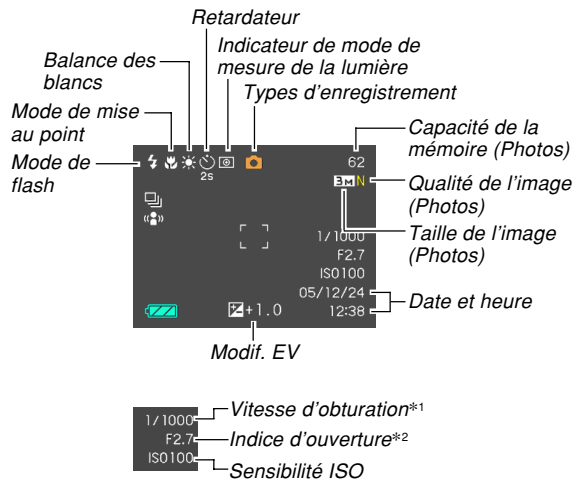 Retardateur
Indicateur de mode de
mesure de la lumière
Balance des
blancs
Types d'enregistrement
Mode de mise
au point
Mode de
flash
Capacité de la
mémoire (Photos)
Qualité de l'image
(Photos)
Taille de l'image
(Photos)
Date et heure
2s
62
3M N
1/1000
F2.7
ISO100
05/12/24
12:38
+1.0
Modif. EV
1/1000
F2.7
ISO100
Vitesse d'obturation*1
Indice d'ouverture*2
Sensibilité ISO